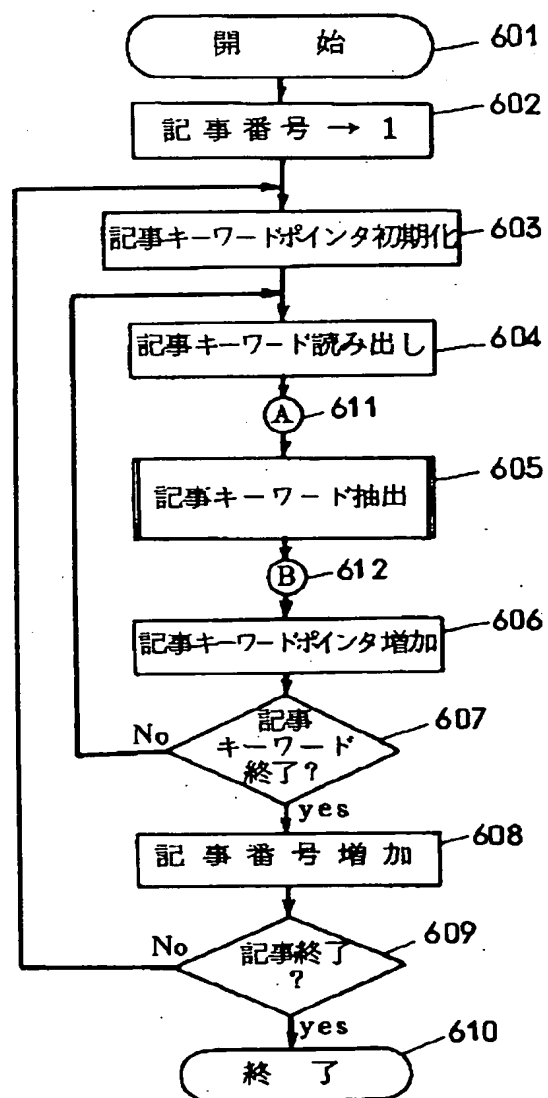 開始 601
記事番号 → 1 602
記事キーワードポインタ初期化 603
記事キーワード読み出し 604
A 611
記事キーワード抽出 605
B 612
記事キーワードポインタ増加 606
記事
キーワード
終了? 607
No
yes
記事番号増加 608
記事終了
? 609
No
yes
終了 610